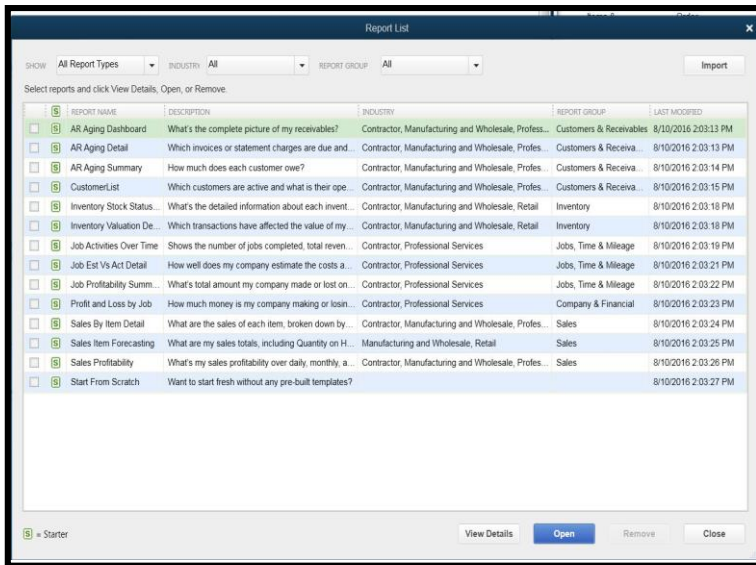 Report List
SHOW All Report Types INDUSTRY All REPORT GROUP All Import
Select reports and click View Details, Open, or Remove.
S REPORT NAME DESCRIPTION INDUSTRY REPORT GROUP LAST MODIFIED
S AR Aging Dashboard What's the complete picture of my receivables? Contractor, Manufacturing and Wholesale, Profess... Customers & Receivables 8/10/2016 2:03:13 PM
S AR Aging Detail Which invoices or statement charges are due and... Contractor, Manufacturing and Wholesale, Profes... Customers & Receiva... 8/10/2016 2:03:13 PM
S AR Aging Summary How much does each customer owe? Contractor, Manufacturing and Wholesale, Profes... Customers & Receiva... 8/10/2016 2:03:14 PM
S CustomerList Which customers are active and what is their ope... Contractor, Manufacturing and Wholesale, Profes... Customers & Receiva... 8/10/2016 2:03:15 PM
S Inventory Stock Status... What's the detailed information about each invent... Contractor, Manufacturing and Wholesale, Retail Inventory 8/10/2016 2:03:18 PM
S Inventory Valuation De... Which transactions have affected the value of my... Contractor, Manufacturing and Wholesale, Retail Inventory 8/10/2016 2:03:18 PM
S Job Activities Over Time Shows the number of jobs completed, total reven... Contractor, Professional Services Jobs, Time & Mileage 8/10/2016 2:03:19 PM
S Job Est Vs Act Detail How well does my company estimate the costs a... Contractor, Professional Services Jobs, Time & Mileage 8/10/2016 2:03:21 PM
S Job Profitability Summ... What's total amount my company made or lost on... Contractor, Professional Services Jobs, Time & Mileage 8/10/2016 2:03:22 PM
S Profit and Loss by Job How much money is my company making or losin... Contractor, Professional Services Company & Financial 8/10/2016 2:03:23 PM
S Sales By Item Detail What are the sales of each item, broken down by... Contractor, Manufacturing and Wholesale, Profes... Sales 8/10/2016 2:03:24 PM
S Sales Item Forecasting What are my sales totals, including Quantity on H... Manufacturing and Wholesale, Retail Sales 8/10/2016 2:03:25 PM
S Sales Profitability What's my sales profitability over daily, monthly, a... Contractor, Manufacturing and Wholesale, Profes... Sales 8/10/2016 2:03:26 PM
S Start From Scratch Want to start fresh without any pre-built templates? 8/10/2016 2:03:27 PM
S = Starter View Details Open Remove Close